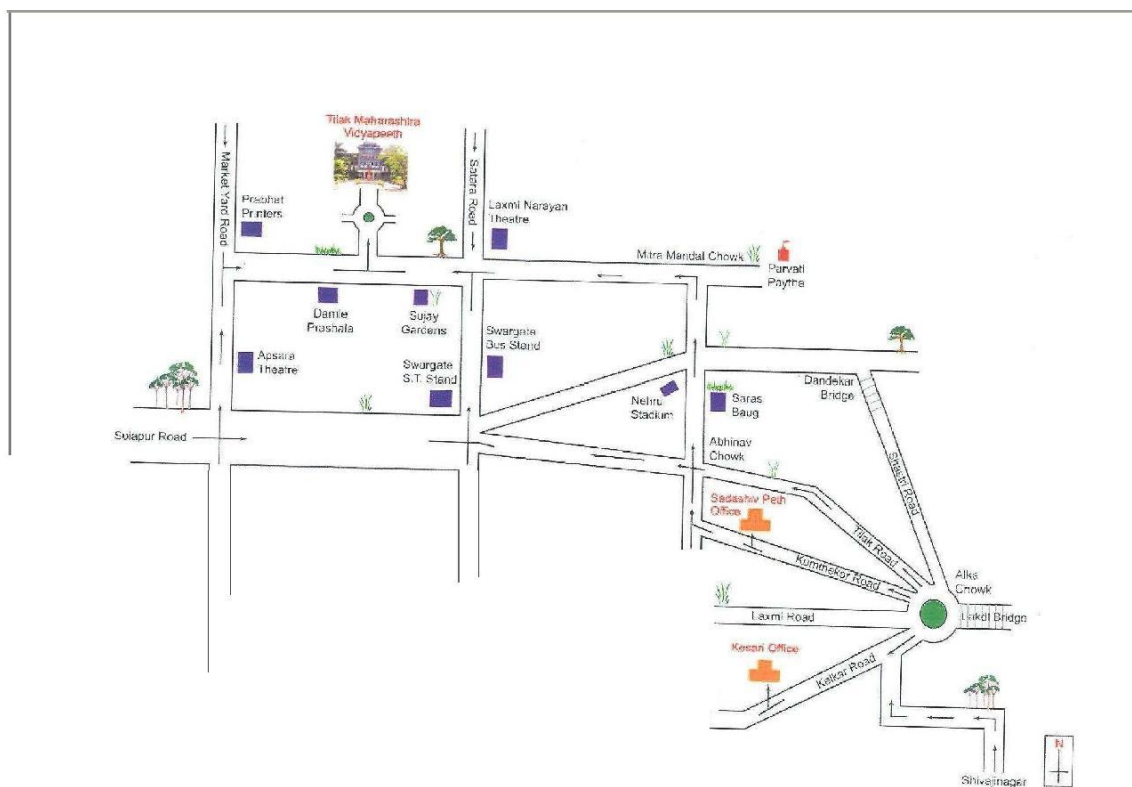 Tilak Maharashtra
Vidyapeeth
Market Yard Road
Satara Road
Prabhat
Printers
Laxmi Narayan
Theatre
Mitra Mandal Chowk
Parvati
Paytha
Damle
Prashala
Sujay
Gardens
Swargate
Bus Stand
Apsara
Theatre
Swargate
S.T. Stand
Nehru
Stadium
Saras
Baug
Dandekar
Bridge
Solapur Road
Abhinav
Chowk
Shastri Road
Sadashiv Peth
Office
Tilak Road
Kummekor Road
Alka
Chowk
Laxmi Road
Lakdi Bridge
Kesari Office
Kelkar Road
N
Shivajinagar